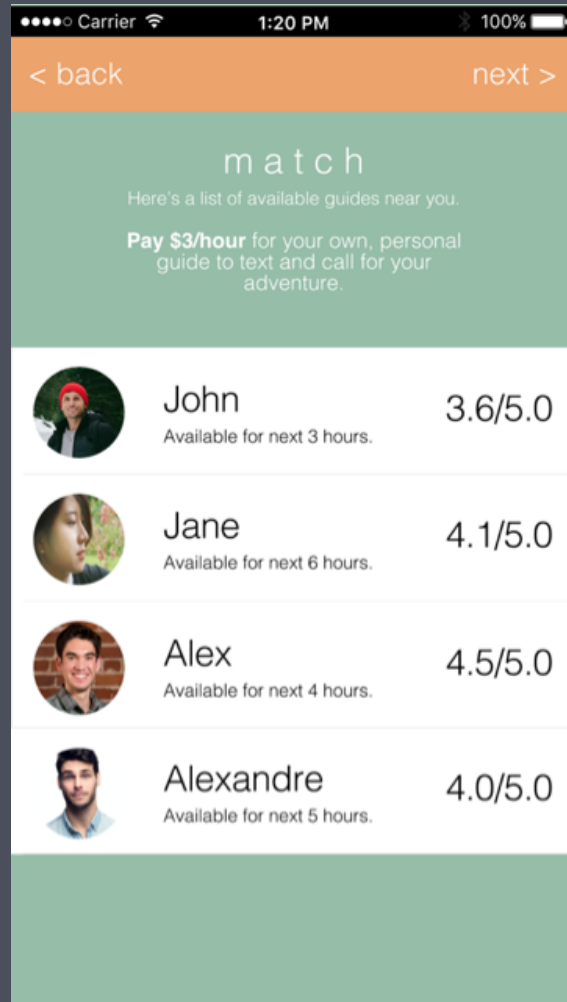 Carrier 1:20 PM 100%
< back next >
match
Here's a list of available guides near you.
Pay $3/hour for your own, personal
guide to text and call for your
adventure.
John 3.6/5.0
Available for next 3 hours.
Jane 4.1/5.0
Available for next 6 hours.
Alex 4.5/5.0
Available for next 4 hours.
Alexandre 4.0/5.0
Available for next 5 hours.